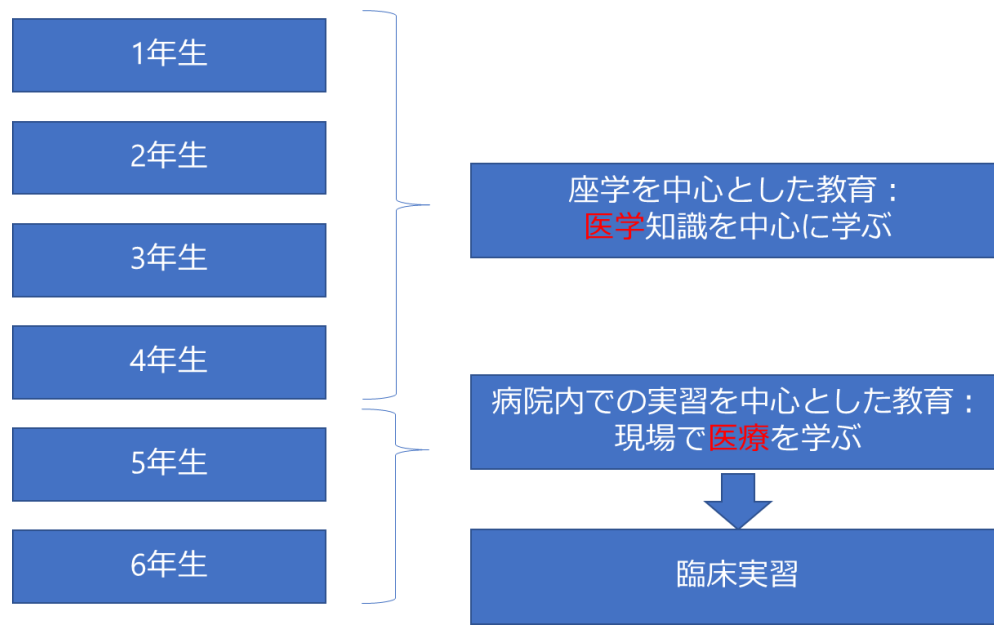 1年生
2年生
3年生
4年生
5年生
6年生
座学を中心とした教育：
医学知識を中心に学ぶ
病院内での実習を中心とした教育：
現場で医療を学ぶ
臨床実習